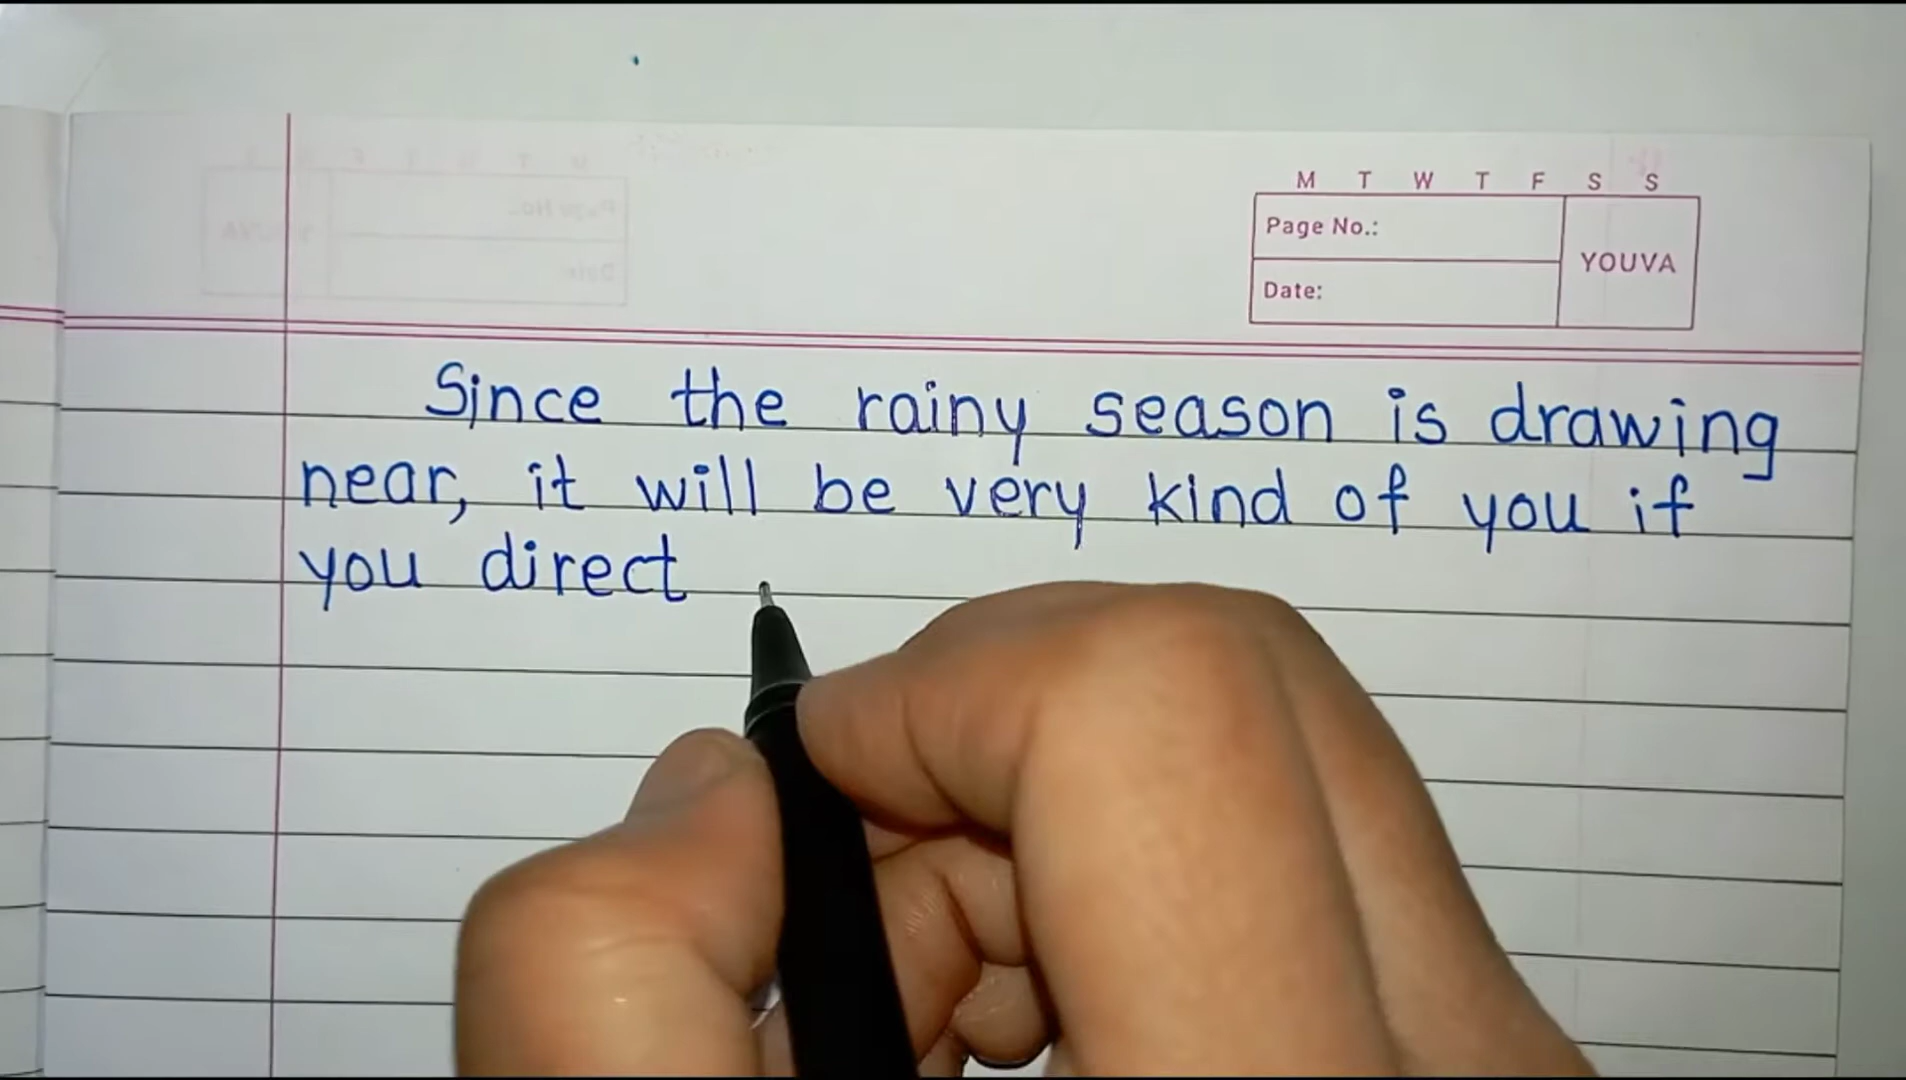 M T W T F S S
Page No.:
YOUVA
Date:
Since the rainy season is drawing
near, it will be very kind of you if
you direct